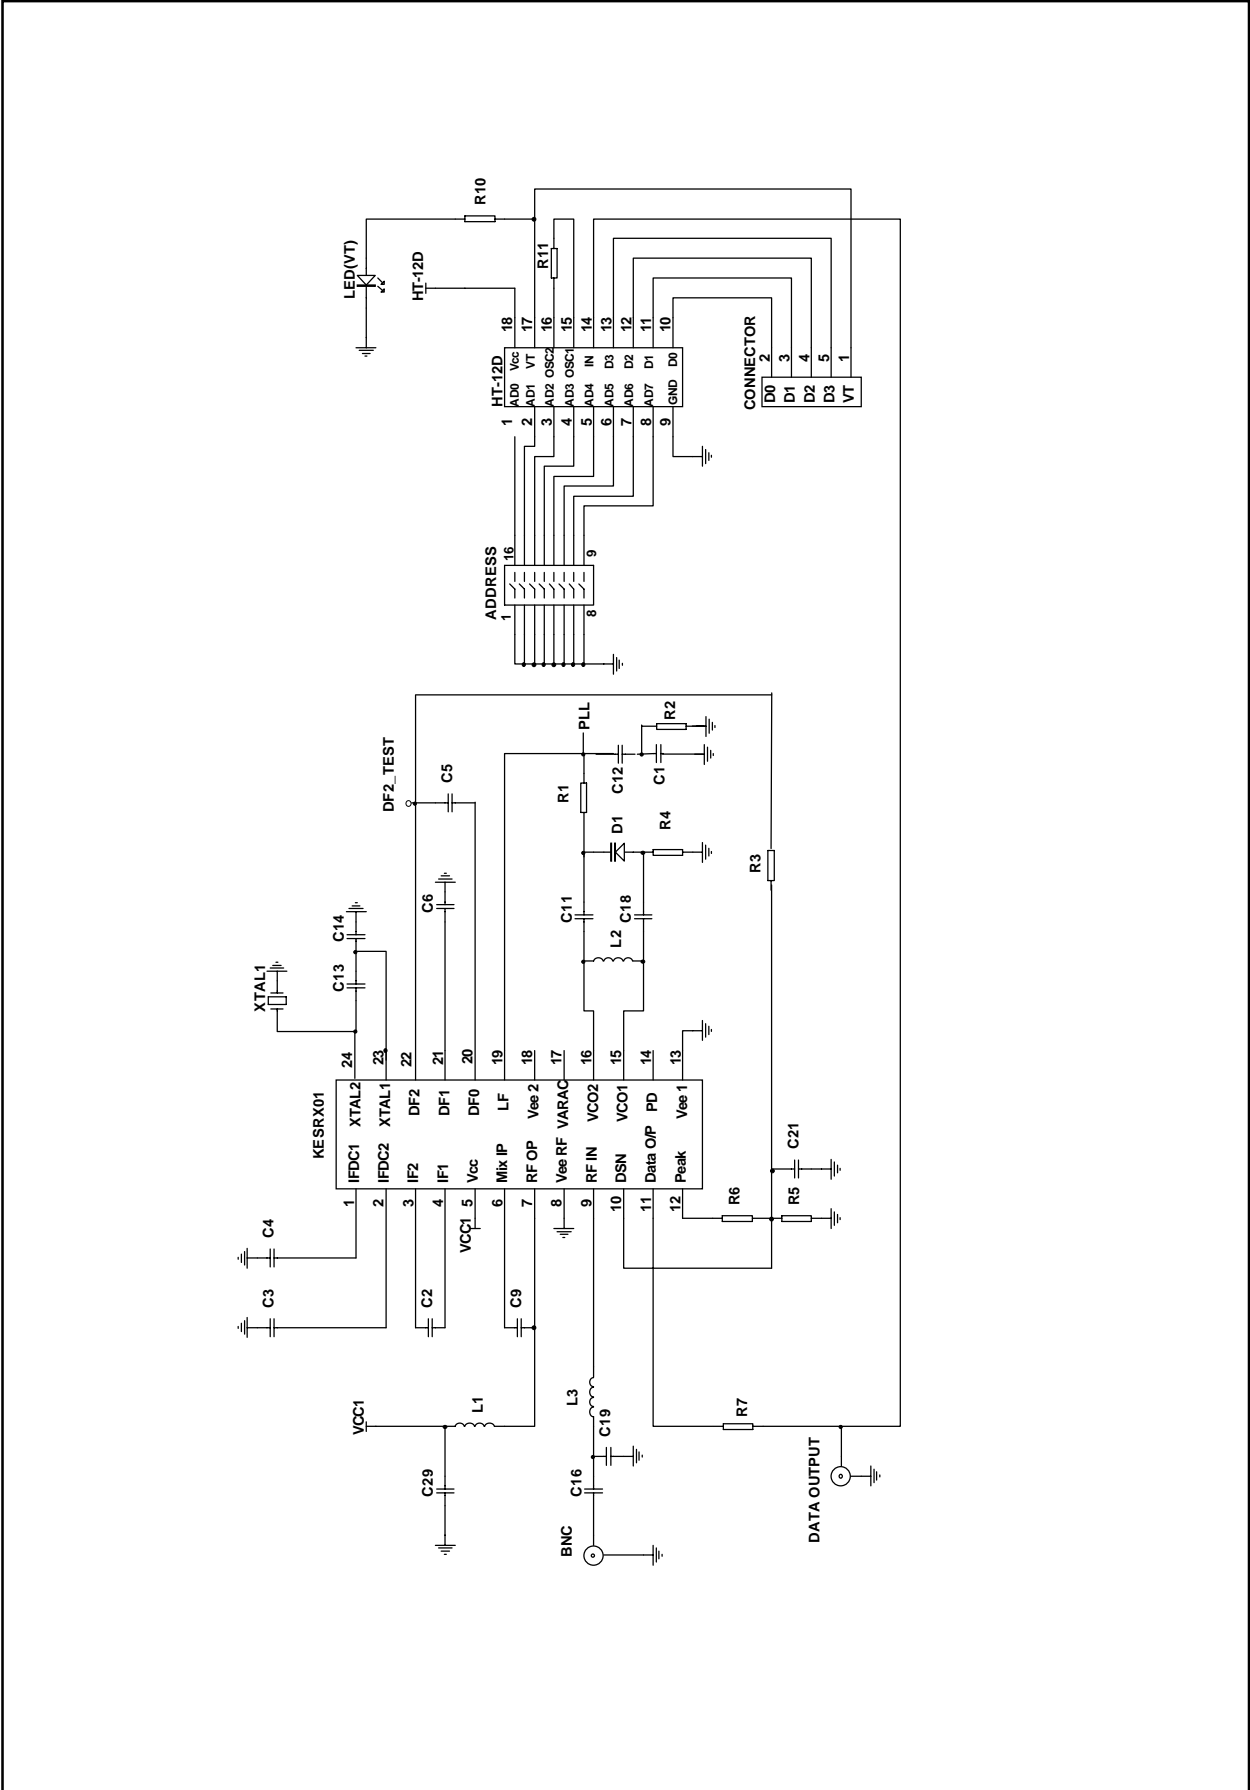 R10
LED(VT)
HT-12D
R11
18
17
16
15
14
13
12
11
10
HT-12D
AD0 Vcc
AD1 VT
AD2 OSC2
AD3 OSC1
AD4 IN
AD5 D3
AD6 D2
AD7 D1
GND D0
1
2
3
4
5
6
7
8
9
CONNECTOR
D0 2
D1 3
D2 4
D3 5
VT 1
ADDRESS
16
9
1
8
DF2_TEST
C5
PLL
R2
R1
C12
C1
D1
R4
C6
C11
C18
L2
R3
C14
C13
XTAL1
24
23
22
21
20
19
18
17
16
15
14
13
KESRX01
IFDC1 XTAL2
IFDC2 XTAL1
IF2 DF2
IF1 DF1
Vcc DF0
Mix IP LF
RF OP Vee 2
Vee RF VARAC
RF IN VCO2
DSN VCO1
Data O/P PD
Peak Vee 1
1
2
3
4
5
6
7
8
9
10
11
12
VCC1
C21
R6
R5
C4
C3
C2
C9
VCC1
L1
C29
L3
C19
C16
BNC
R7
DATA OUTPUT